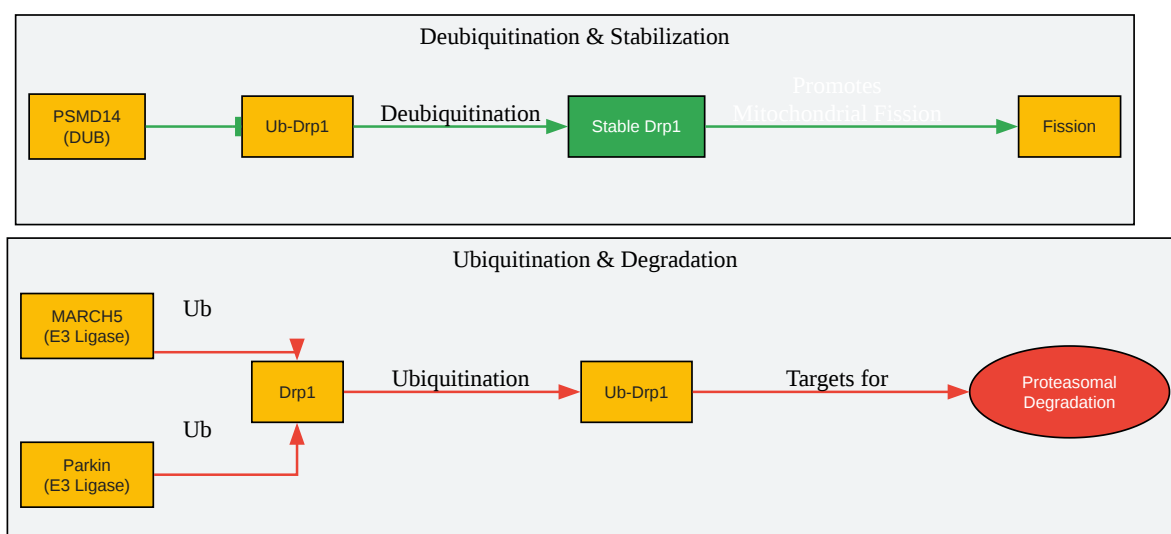 Deubiquitination & Stabilization
PSMD14
(DUB)
Ub-Drp1
Deubiquitination
Stable Drp1
Promotes
Mitochondrial Fission
Fission
Ubiquitination & Degradation
MARCH5
(E3 Ligase)
Ub
Drp1
Ubiquitination
Ub-Drp1
Targets for
Proteasomal
Degradation
Ub
Parkin
(E3 Ligase)